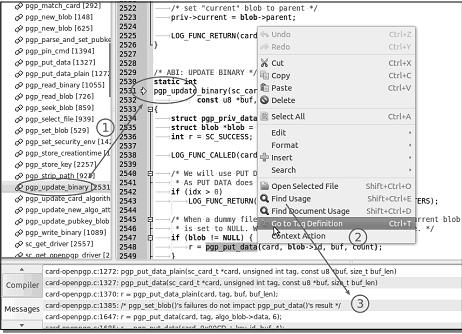 pgp_match_card [292]
pgp_new_blob [148]
pgp_new_blob [625]
pgp_parse_and_set_pubke
pgp_pin_cmd [1394]
pgp_put_data [1327]
pgp_put_data_plain [127
pgp_read_binary [1055]
pgp_read_blob [726]
pgp_seek_blob [859]
pgp_select_file [939]
pgp_set_blob [529]
pgp_set_security_env [14
pgp_store_creationtime [1
pgp_store_key [2257]
pgp_strip_path [928]
pgp_update_binary [2531
pgp_update_card_algorith
pgp_update_new_algo_att
pgp_update_pubkey_blob
pgp_write_binary [1089]
sc_get_driver [2557]
sc_get_openpgp_driver [2
2522 /* set "current" blob to parent */
2523 priv->current = blob->parent;
2524
2525 LOG_FUNC_RETURN(card
2526 }
2527
2528
2529 /* ABI: UPDATE BINARY */
2530 static int
2531 pgp_update_binary(sc_card
2532 const u8 *buf,
2533 {
2534 struct pgp_priv_data
2535 struct blob *blob =
2536 int r = SC_SUCCESS;
2537
2538 LOG_FUNC_CALLED(card
2539
2540 /* We will use PUT D
2541 * As PUT DATA does
2542 if (idx > 0)
2543 LOG_FUNC_RETURN( ERS);
2544
2545 /* When a dummy file urrent blob
2546 * is set to NULL. W L. */
2547 if (blob != NULL) {
2548 r = pgp_put_data(card, blob->id, buf, count);
Undo Ctrl+Z
Redo Ctrl+Y
Cut Ctrl+X
Copy Ctrl+C
Paste Ctrl+V
Delete
Select All Ctrl+A
Edit
Format
Insert
Search
Open Selected File Shift+Ctrl+O
Find Usage Shift+Ctrl+E
Find Document Usage Shift+Ctrl+D
Go to Tag Definition Ctrl+T
Context Action
1
2
3
Compiler
Messages
card-openpgp.c:1272: pgp_put_data_plain(sc_card_t *card, unsigned int tag, const u8 *buf, size_t buf_len)
card-openpgp.c:1327: pgp_put_data(sc_card_t *card, unsigned int tag, const u8 *buf, size_t buf_len)
card-openpgp.c:1370: r = pgp_put_data_plain(card, tag, buf, buf_len);
card-openpgp.c:1385: /* pgp_set_blob()'s failures do not impact pgp_put_data()'s result */
card-openpgp.c:1647: r = pgp_put_data(card, tag, algo_blob->data, 6);